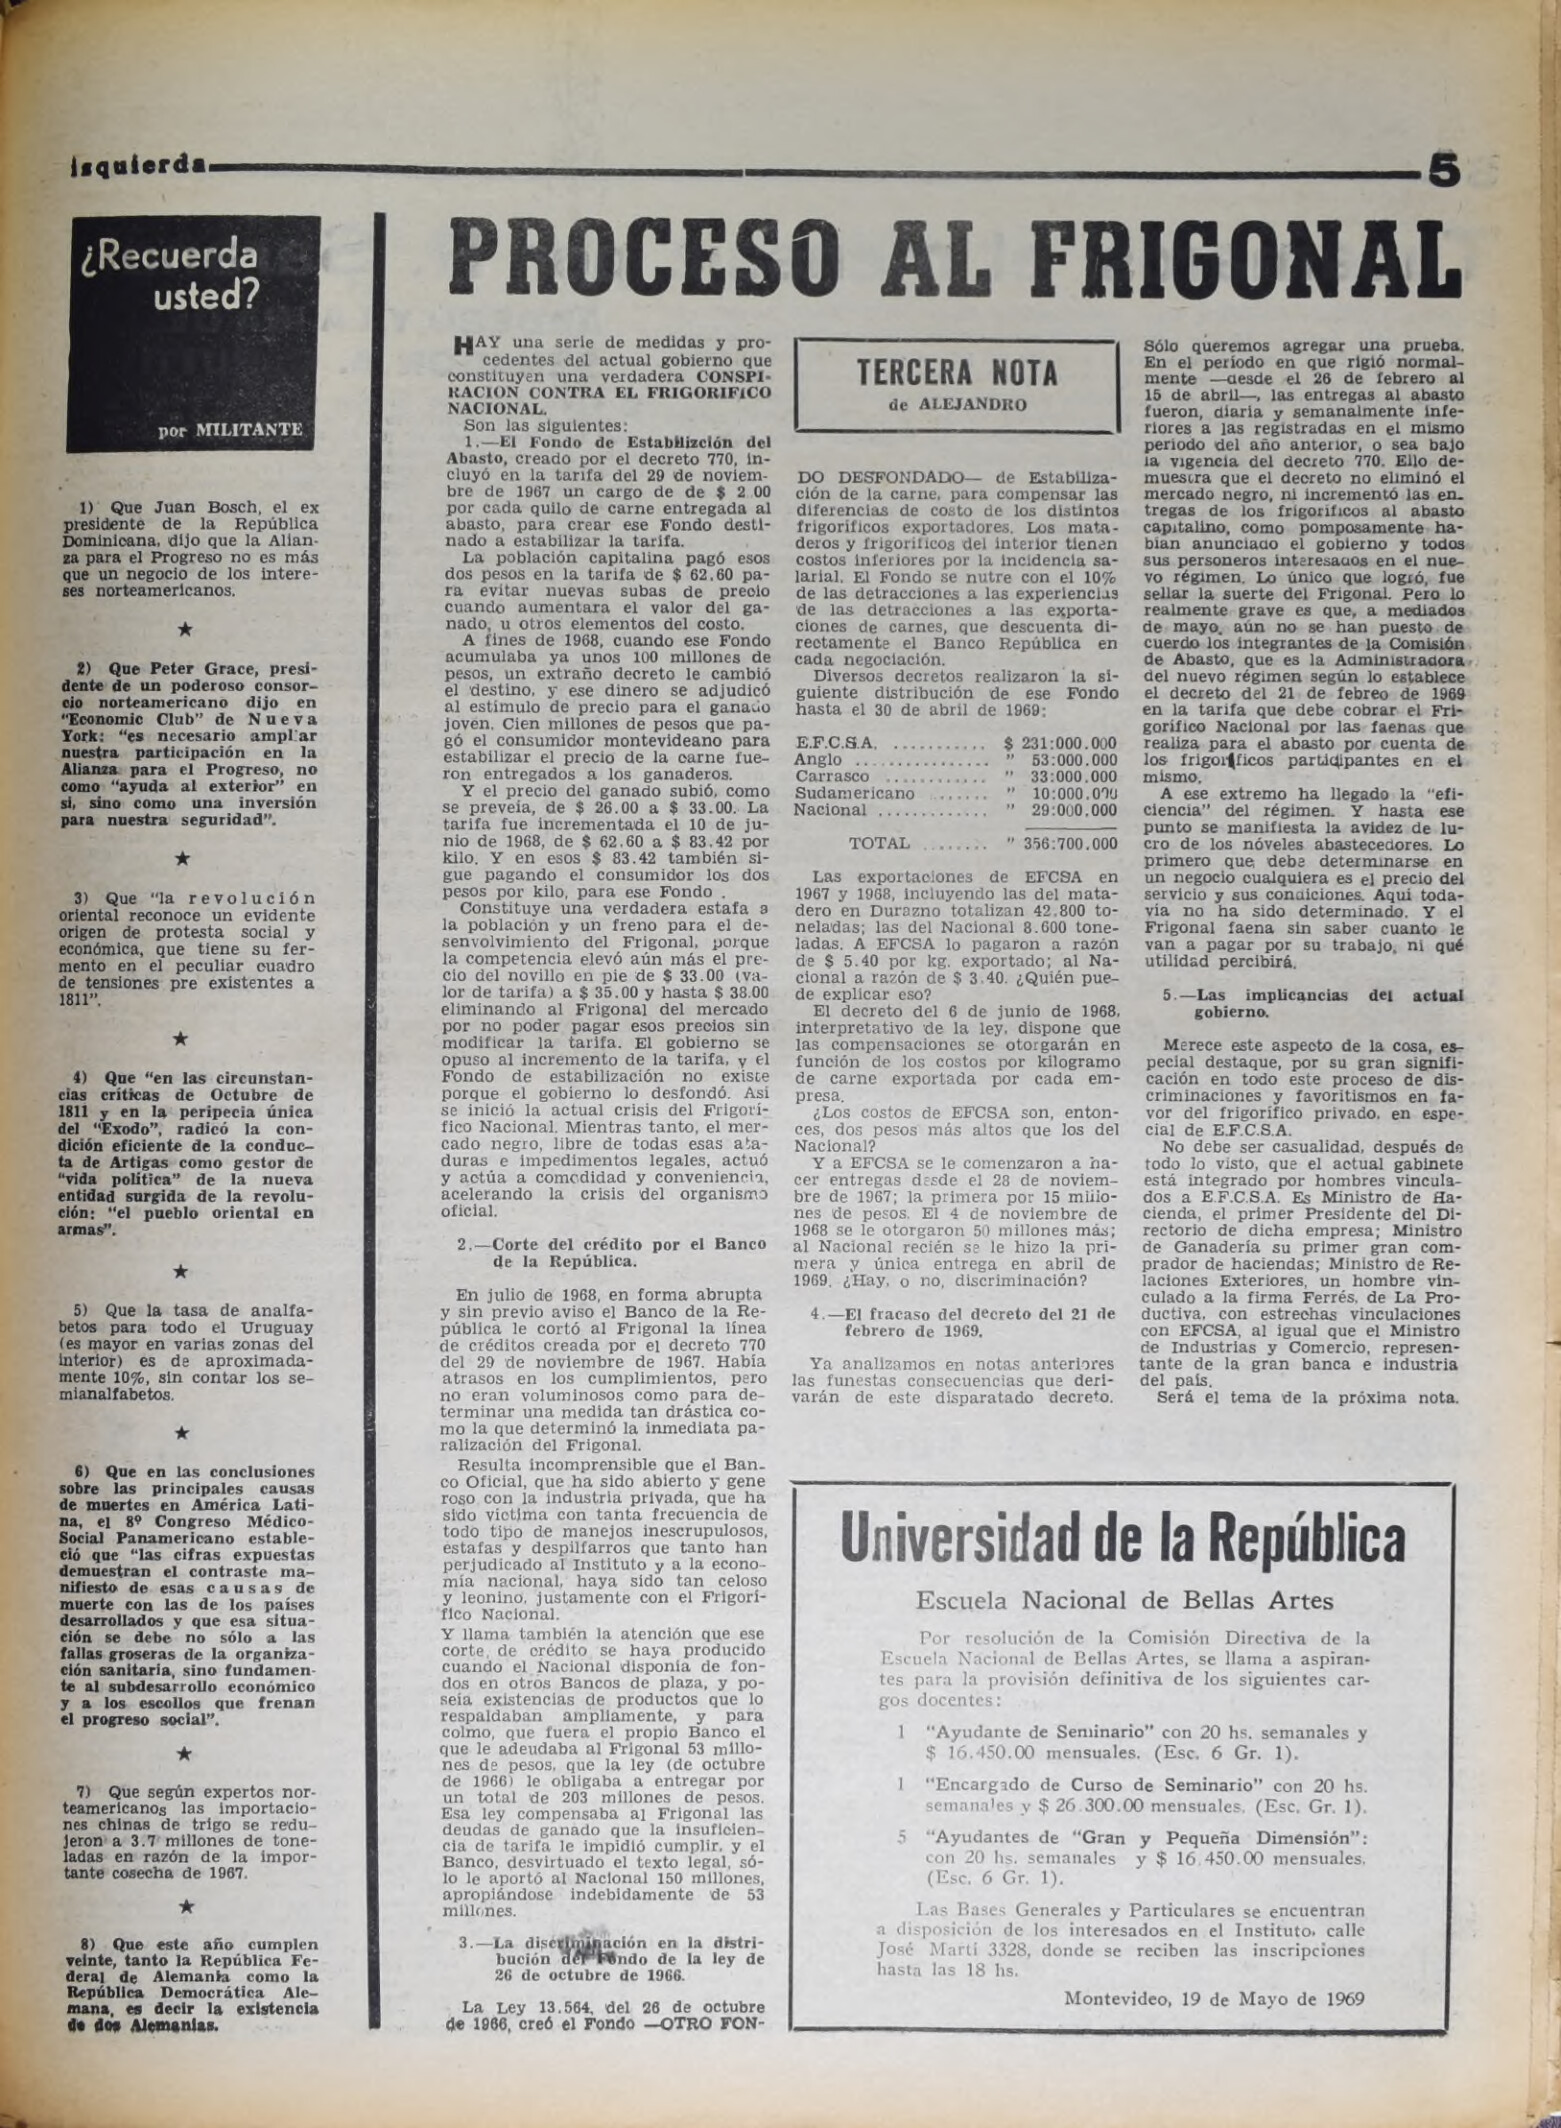 izquierda
5
¿Recuerda
usted?
por MILITANTE
1) Que Juan Bosch, el ex
presidente de la República
Dominicana, dijo que la Alian-
za para el Progreso no es más
que un negocio de los intere-
ses norteamericanos.
★
2) Que Peter Grace, presi-
dente de un poderoso consor-
cio norteamericano dijo en
"Economic Club" de Nueva
York: "es necesario ampliar
nuestra participación en la
Alianza para el Progreso, no
como "ayuda al exterior" en
sí, sino como una inversión
para nuestra seguridad".
★
3) Que "la revolución
oriental reconoce un evidente
origen de protesta social y
económica, que tiene su fer-
mento en el peculiar cuadro
de tensiones pre existentes a
1811".
★
4) Que "en las circunstan-
cias críticas de Octubre de
1811 y en la peripecia única
del "Exodo", radicó la con-
dición eficiente de la conduc-
ta de Artigas como gestor de
"vida política" de la nueva
entidad surgida de la revolu-
ción: "el pueblo oriental en
armas".
★
5) Que la tasa de analfa-
betos para todo el Uruguay
(es mayor en varias zonas del
interior) es de aproximada-
mente 10%, sin contar los se-
mianalfabetos.
★
6) Que en las conclusiones
sobre las principales causas
de muertes en América Lati-
na, el 8º Congreso Médico-
Social Panamericano estable-
ció que "las cifras expuestas
demuestran el contraste ma-
nifiesto de esas causas de
muerte con las de los países
desarrollados y que esa situa-
ción se debe no sólo a las
fallas groseras de la organiza-
ción sanitaria, sino fundamen-
te al subdesarrollo económico
y a los escollos que frenan
el progreso social".
★
7) Que según expertos nor-
teamericanos las importacio-
nes chinas de trigo se redu-
jeron a 3.7 millones de tone-
ladas en razón de la impor-
tante cosecha de 1967.
★
8) Que este año cumplen
veinte, tanto la República Fe-
deral de Alemania como la
República Democrática Ale-
mana, es decir la existencia
de dos Alemanias.
PROCESO AL FRIGONAL
HAY una serie de medidas y pro-
cedentes del actual gobierno que
constituyen una verdadera CONSPI-
RACION CONTRA EL FRIGORIFICO
NACIONAL.
Son las siguientes:
1.—El Fondo de Estabilizción del
Abasto, creado por el decreto 770, in-
cluyó en la tarifa del 29 de noviem-
bre de 1967 un cargo de de $ 2 00
por cada quilo de carne entregada al
abasto, para crear ese Fondo desti-
nado a estabilizar la tarifa.
La población capitalina pagó esos
dos pesos en la tarifa de $ 62.60 pa-
ra evitar nuevas subas de precio
cuando aumentara el valor del ga-
nado, u otros elementos del costo.
A fines de 1968, cuando ese Fondo
acumulaba ya unos 100 millones de
pesos, un extraño decreto le cambió
el destino, y ese dinero se adjudicó
al estímulo de precio para el ganado
joven. Cien millones de pesos que pa-
gó el consumidor montevideano para
estabilizar el precio de la carne fue-
ron entregados a los ganaderos.
Y el precio del ganado subió, como
se preveía, de $ 26.00 a $ 33.00. La
tarifa fue incrementada el 10 de ju-
nio de 1968, de $ 62.60 a $ 83.42 por
kilo. Y en esos $ 83.42 también si-
gue pagando el consumidor los dos
pesos por kilo, para ese Fondo .
Constituye una verdadera estafa a
la población y un freno para el de-
senvolvimiento del Frigonal, porque
la competencia elevó aún más el pre-
cio del novillo en pie de $ 33.00 (va-
lor de tarifa) a $ 35.00 y hasta $ 38.00
eliminando al Frigonal del mercado
por no poder pagar esos precios sin
modificar la tarifa. El gobierno se
opuso al incremento de la tarifa, y el
Fondo de estabilización no existe
porque el gobierno lo desfondó. Así
se inició la actual crisis del Frigorí-
fico Nacional. Mientras tanto, el mer-
cado negro, libre de todas esas ata-
duras e impedimentos legales, actuó
y actúa a comodidad y conveniencia,
acelerando la crisis del organismo
oficial.
2.—Corte del crédito por el Banco
de la República.
En julio de 1968, en forma abrupta
y sin previo aviso el Banco de la Re-
pública le cortó al Frigonal la línea
de créditos creada por el decreto 770
del 29 de noviembre de 1967. Había
atrasos en los cumplimientos, pero
no eran voluminosos como para de-
terminar una medida tan drástica co-
mo la que determinó la inmediata pa-
ralización del Frigonal.
Resulta incomprensible que el Ban-
co Oficial, que ha sido abierto y gene
roso con la industria privada, que ha
sido víctima con tanta frecuencia de
todo tipo de manejos inescrupulosos,
estafas y despilfarros que tanto han
perjudicado al Instituto y a la econo-
mía nacional, haya sido tan celoso
y leonino, justamente con el Frigorí-
fico Nacional.
Y llama también la atención que ese
corte, de crédito se haya producido
cuando el Nacional disponía de fon-
dos en otros Bancos de plaza, y po-
seía existencias de productos que lo
respaldaban ampliamente, y para
colmo, que fuera el propio Banco el
que le adeudaba al Frigonal 53 millo-
nes de pesos, que la ley (de octubre
de 1966) le obligaba a entregar por
un total de 203 millones de pesos.
Esa ley compensaba al Frigonal las
deudas de ganado que la insuficien-
cia de tarifa le impidió cumplir, y el
Banco, desvirtuado el texto legal, só-
lo le aportó al Nacional 150 millones,
apropiándose indebidamente de 53
millones.
3.—La discriminación en la distri-
bución del Fondo de la ley de
26 de octubre de 1966.
La Ley 13.564, del 26 de octubre
de 1966, creó el Fondo —OTRO FON-
TERCERA NOTA
de ALEJANDRO
DO DESFONDADO— de Estabiliza-
ción de la carne, para compensar las
diferencias de costo de los distintos
frigoríficos exportadores. Los mata-
deros y frigoríficos del interior tienen
costos inferiores por la incidencia sa-
larial. El Fondo se nutre con el 10%
de las detracciones a las experiencias
de las detracciones a las exporta-
ciones de carnes, que descuenta di-
rectamente el Banco República en
cada negociación.
Diversos decretos realizaron la si-
guiente distribución de ese Fondo
hasta el 30 de abril de 1969:
E.F.C.S.A. ........... $ 231:000.000
Anglo ................ " 53:000.000
Carrasco ............ " 33:000.000
Sudamericano ....... " 10:000.000
Nacional ............. " 29:000.000
TOTAL ........ " 356:700.000
Las exportaciones de EFCSA en
1967 y 1968, incluyendo las del mata-
dero en Durazno totalizan 42.800 to-
neladas; las del Nacional 8.600 tone-
ladas. A EFCSA lo pagaron a razón
de $ 5.40 por kg. exportado; al Na-
cional a razón de $ 3.40. ¿Quién pue-
de explicar eso?
El decreto del 6 de junio de 1968,
interpretativo de la ley, dispone que
las compensaciones se otorgarán en
función de los costos por kilogramo
de carne exportada por cada em-
presa.
¿Los costos de EFCSA son, enton-
ces, dos pesos más altos que los del
Nacional?
Y a EFCSA se le comenzaron a ha-
cer entregas desde el 28 de noviem-
bre de 1967; la primera por 15 millo-
nes de pesos. El 4 de noviembre de
1968 se le otorgaron 50 millones más;
al Nacional recién se le hizo la pri-
mera y única entrega en abril de
1969. ¿Hay, o no, discriminación?
4.—El fracaso del decreto del 21 de
febrero de 1969.
Ya analizamos en notas anteriores
las funestas consecuencias que deri-
varán de este disparatado decreto.
Sólo queremos agregar una prueba.
En el período en que rigió normal-
mente —desde el 26 de febrero al
15 de abril—, las entregas al abasto
fueron, diaria y semanalmente infe-
riores a las registradas en el mismo
período del año anterior, o sea bajo
la vigencia del decreto 770. Ello de-
muestra que el decreto no eliminó el
mercado negro, ni incrementó las en-
tregas de los frigoríficos al abasto
capitalino, como pomposamente ha-
bían anunciado el gobierno y todos
sus personeros interesados en el nue-
vo régimen. Lo único que logró, fue
sellar la suerte del Frigonal. Pero lo
realmente grave es que, a mediados
de mayo, aún no se han puesto de
cuerdo los integrantes de la Comisión
de Abasto, que es la Administradora
del nuevo régimen según lo establece
el decreto del 21 de febreo de 1969
en la tarifa que debe cobrar el Fri-
gorífico Nacional por las faenas que
realiza para el abasto por cuenta de
los frigoríficos participantes en el
mismo.
A ese extremo ha llegado la "efi-
ciencia" del régimen. Y hasta ese
punto se manifiesta la avidez de lu-
cro de los nóveles abastecedores. Lo
primero que debe determinarse en
un negocio cualquiera es el precio del
servicio y sus condiciones. Aquí toda-
vía no ha sido determinado. Y el
Frigonal faena sin saber cuanto le
van a pagar por su trabajo, ni qué
utilidad percibirá.
5.—Las implicancias del actual
gobierno.
Merece este aspecto de la cosa, es-
pecial destaque, por su gran signifi-
cación en todo este proceso de dis-
criminaciones y favoritismos en fa-
vor del frigorífico privado, en espe-
cial de E.F.C.S.A.
No debe ser casualidad, después de
todo lo visto, que el actual gabinete
está integrado por hombres vincula-
dos a E.F.C.S.A. Es Ministro de Ha-
cienda, el primer Presidente del Di-
rectorio de dicha empresa; Ministro
de Ganadería su primer gran com-
prador de haciendas; Ministro de Re-
laciones Exteriores, un hombre vin-
culado a la firma Ferrés, de La Pro-
ductiva, con estrechas vinculaciones
con EFCSA, al igual que el Ministro
de Industrias y Comercio, represen-
tante de la gran banca e industria
del país.
Será el tema de la próxima nota.
Universidad de la República
Escuela Nacional de Bellas Artes
Por resolución de la Comisión Directiva de la
Escuela Nacional de Bellas Artes, se llama a aspiran-
tes para la provisión definitiva de los siguientes car-
gos docentes:
1 "Ayudante de Seminario" con 20 hs. semanales y
$ 16.450.00 mensuales. (Esc. 6 Gr. 1).
1 "Encargado de Curso de Seminario" con 20 hs.
semanales y $ 26.300.00 mensuales. (Esc. Gr. 1).
5 "Ayudantes de "Gran y Pequeña Dimensión":
con 20 hs. semanales y $ 16 450.00 mensuales.
(Esc. 6 Gr. 1).
Las Bases Generales y Particulares se encuentran
a disposición de los interesados en el Instituto, calle
José Martí 3328, donde se reciben las inscripciones
hasta las 18 hs.
Montevideo, 19 de Mayo de 1969